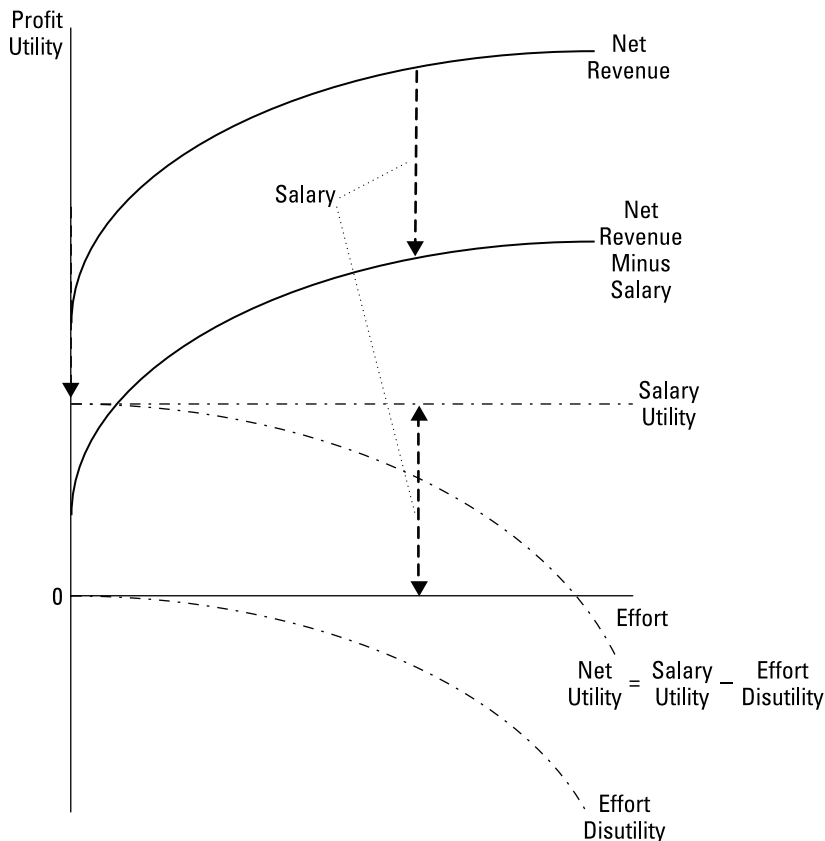 Profit
Utility
Net
Revenue
Salary
Net
Revenue
Minus
Salary
Salary
Utility
0
Effort
Net Utility = Salary Utility – Effort Disutility
Effort
Disutility